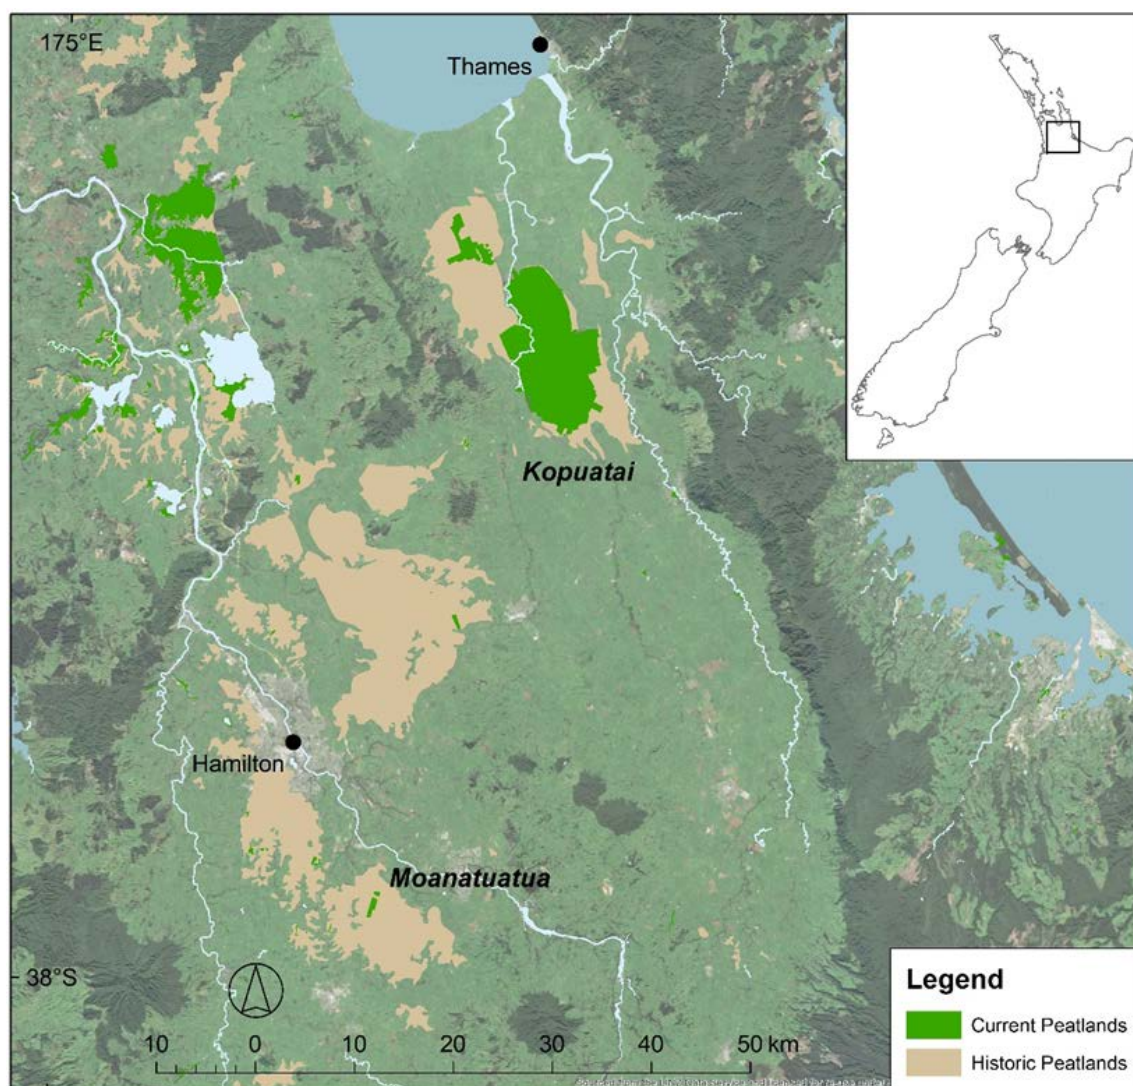 175°E
Thames
Kopuatai
Hamilton
Moanatuatua
38°S
10 0 10 20 30 40 50 km
Legend
Current Peatlands
Historic Peatlands